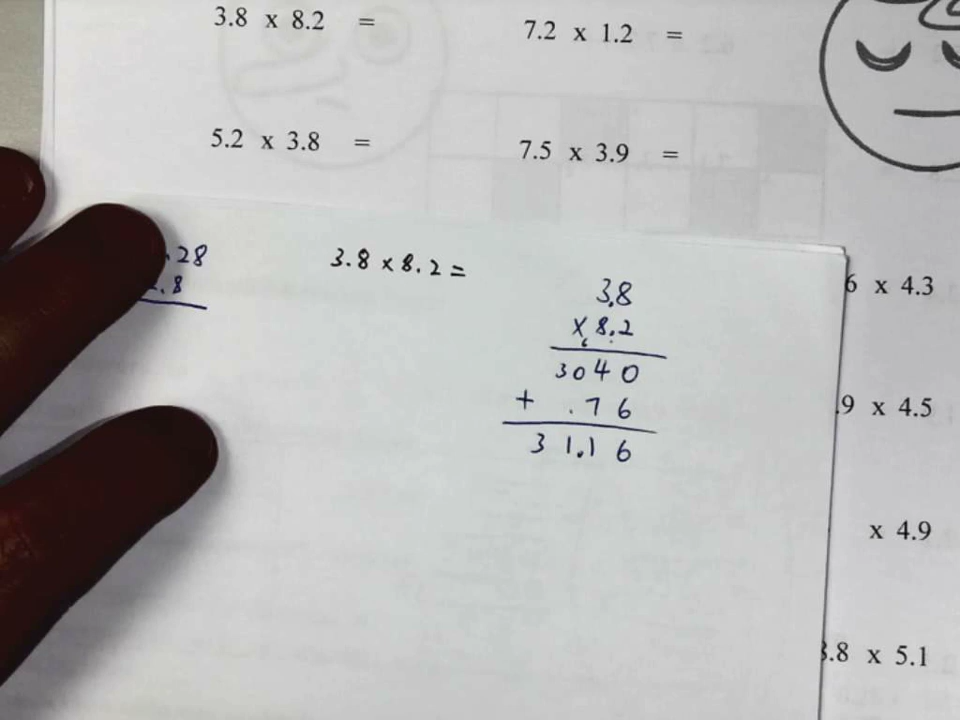 3.8 x 8.2 =
7.2 x 1.2 =
5.2 x 3.8 =
7.5 x 3.9 =
.28
.8
3.8 × 8.2 =
3.8
× 8.2
6
3040
+ .76
31.16
6 x 4.3
.9 x 4.5
x 4.9
3.8 x 5.1